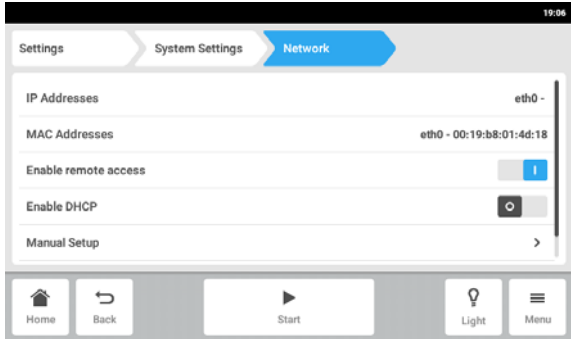 19:06
Settings
System Settings
Network
IP Addresses
eth0 -
MAC Addresses
eth0 - 00:19:b8:01:4d:18
Enable remote access
I
Enable DHCP
O
Manual Setup
Home
Back
Start
Light
Menu